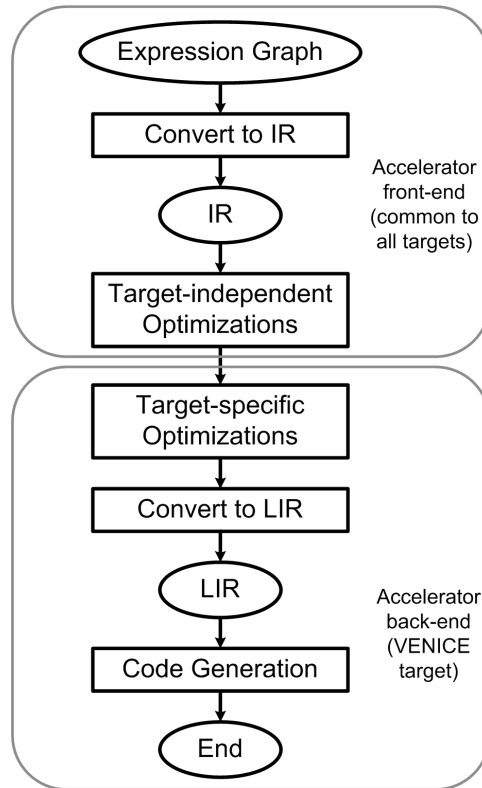 Expression Graph
Convert to IR
Accelerator
front-end
(common to
all targets)
IR
Target-independent
Optimizations
Target-specific
Optimizations
Convert to LIR
LIR
Accelerator
back-end
(VENICE
target)
Code Generation
End